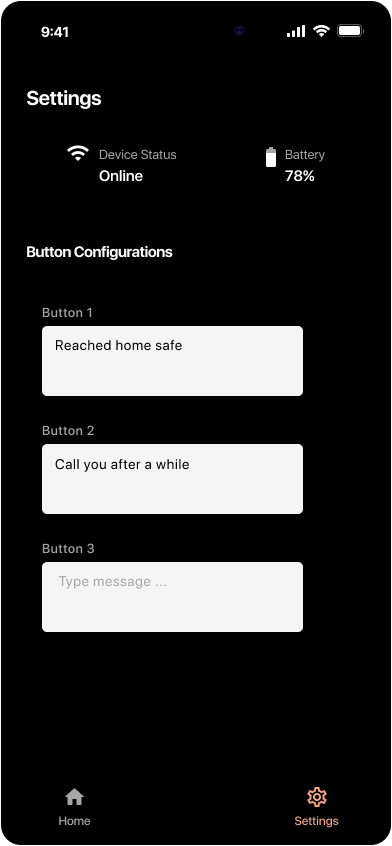 9:41
Settings
Device Status
Online
Battery
78%
Button Configurations
Button 1
Reached home safe
Button 2
Call you after a while
Button 3
Type message ...
Home
Settings